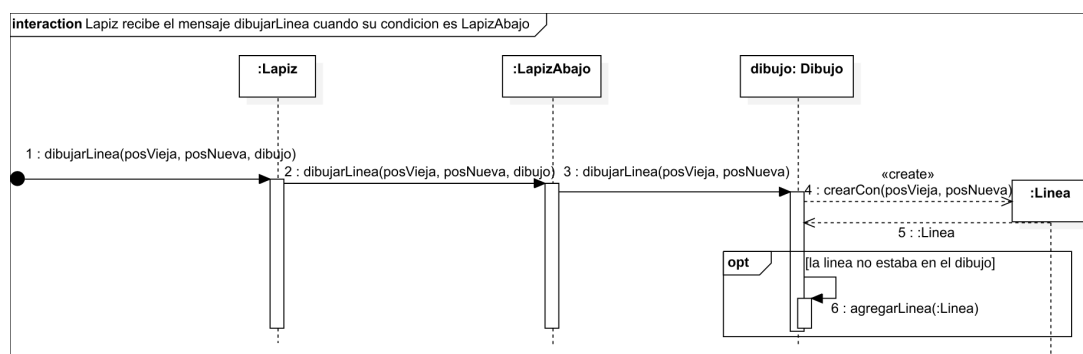 interaction Lapiz recibe el mensaje dibujarLinea cuando su condicion es LapizAbajo
:Lapiz
:LapizAbajo
dibujo: Dibujo
1 : dibujarLinea(posVieja, posNueva, dibujo)
2 : dibujarLinea(posVieja, posNueva, dibujo)
3 : dibujarLinea(posVieja, posNueva)
«create»
4 : crearCon(posVieja, posNueva)
:Linea
5 : :Linea
opt
[la linea no estaba en el dibujo]
6 : agregarLinea(:Linea)